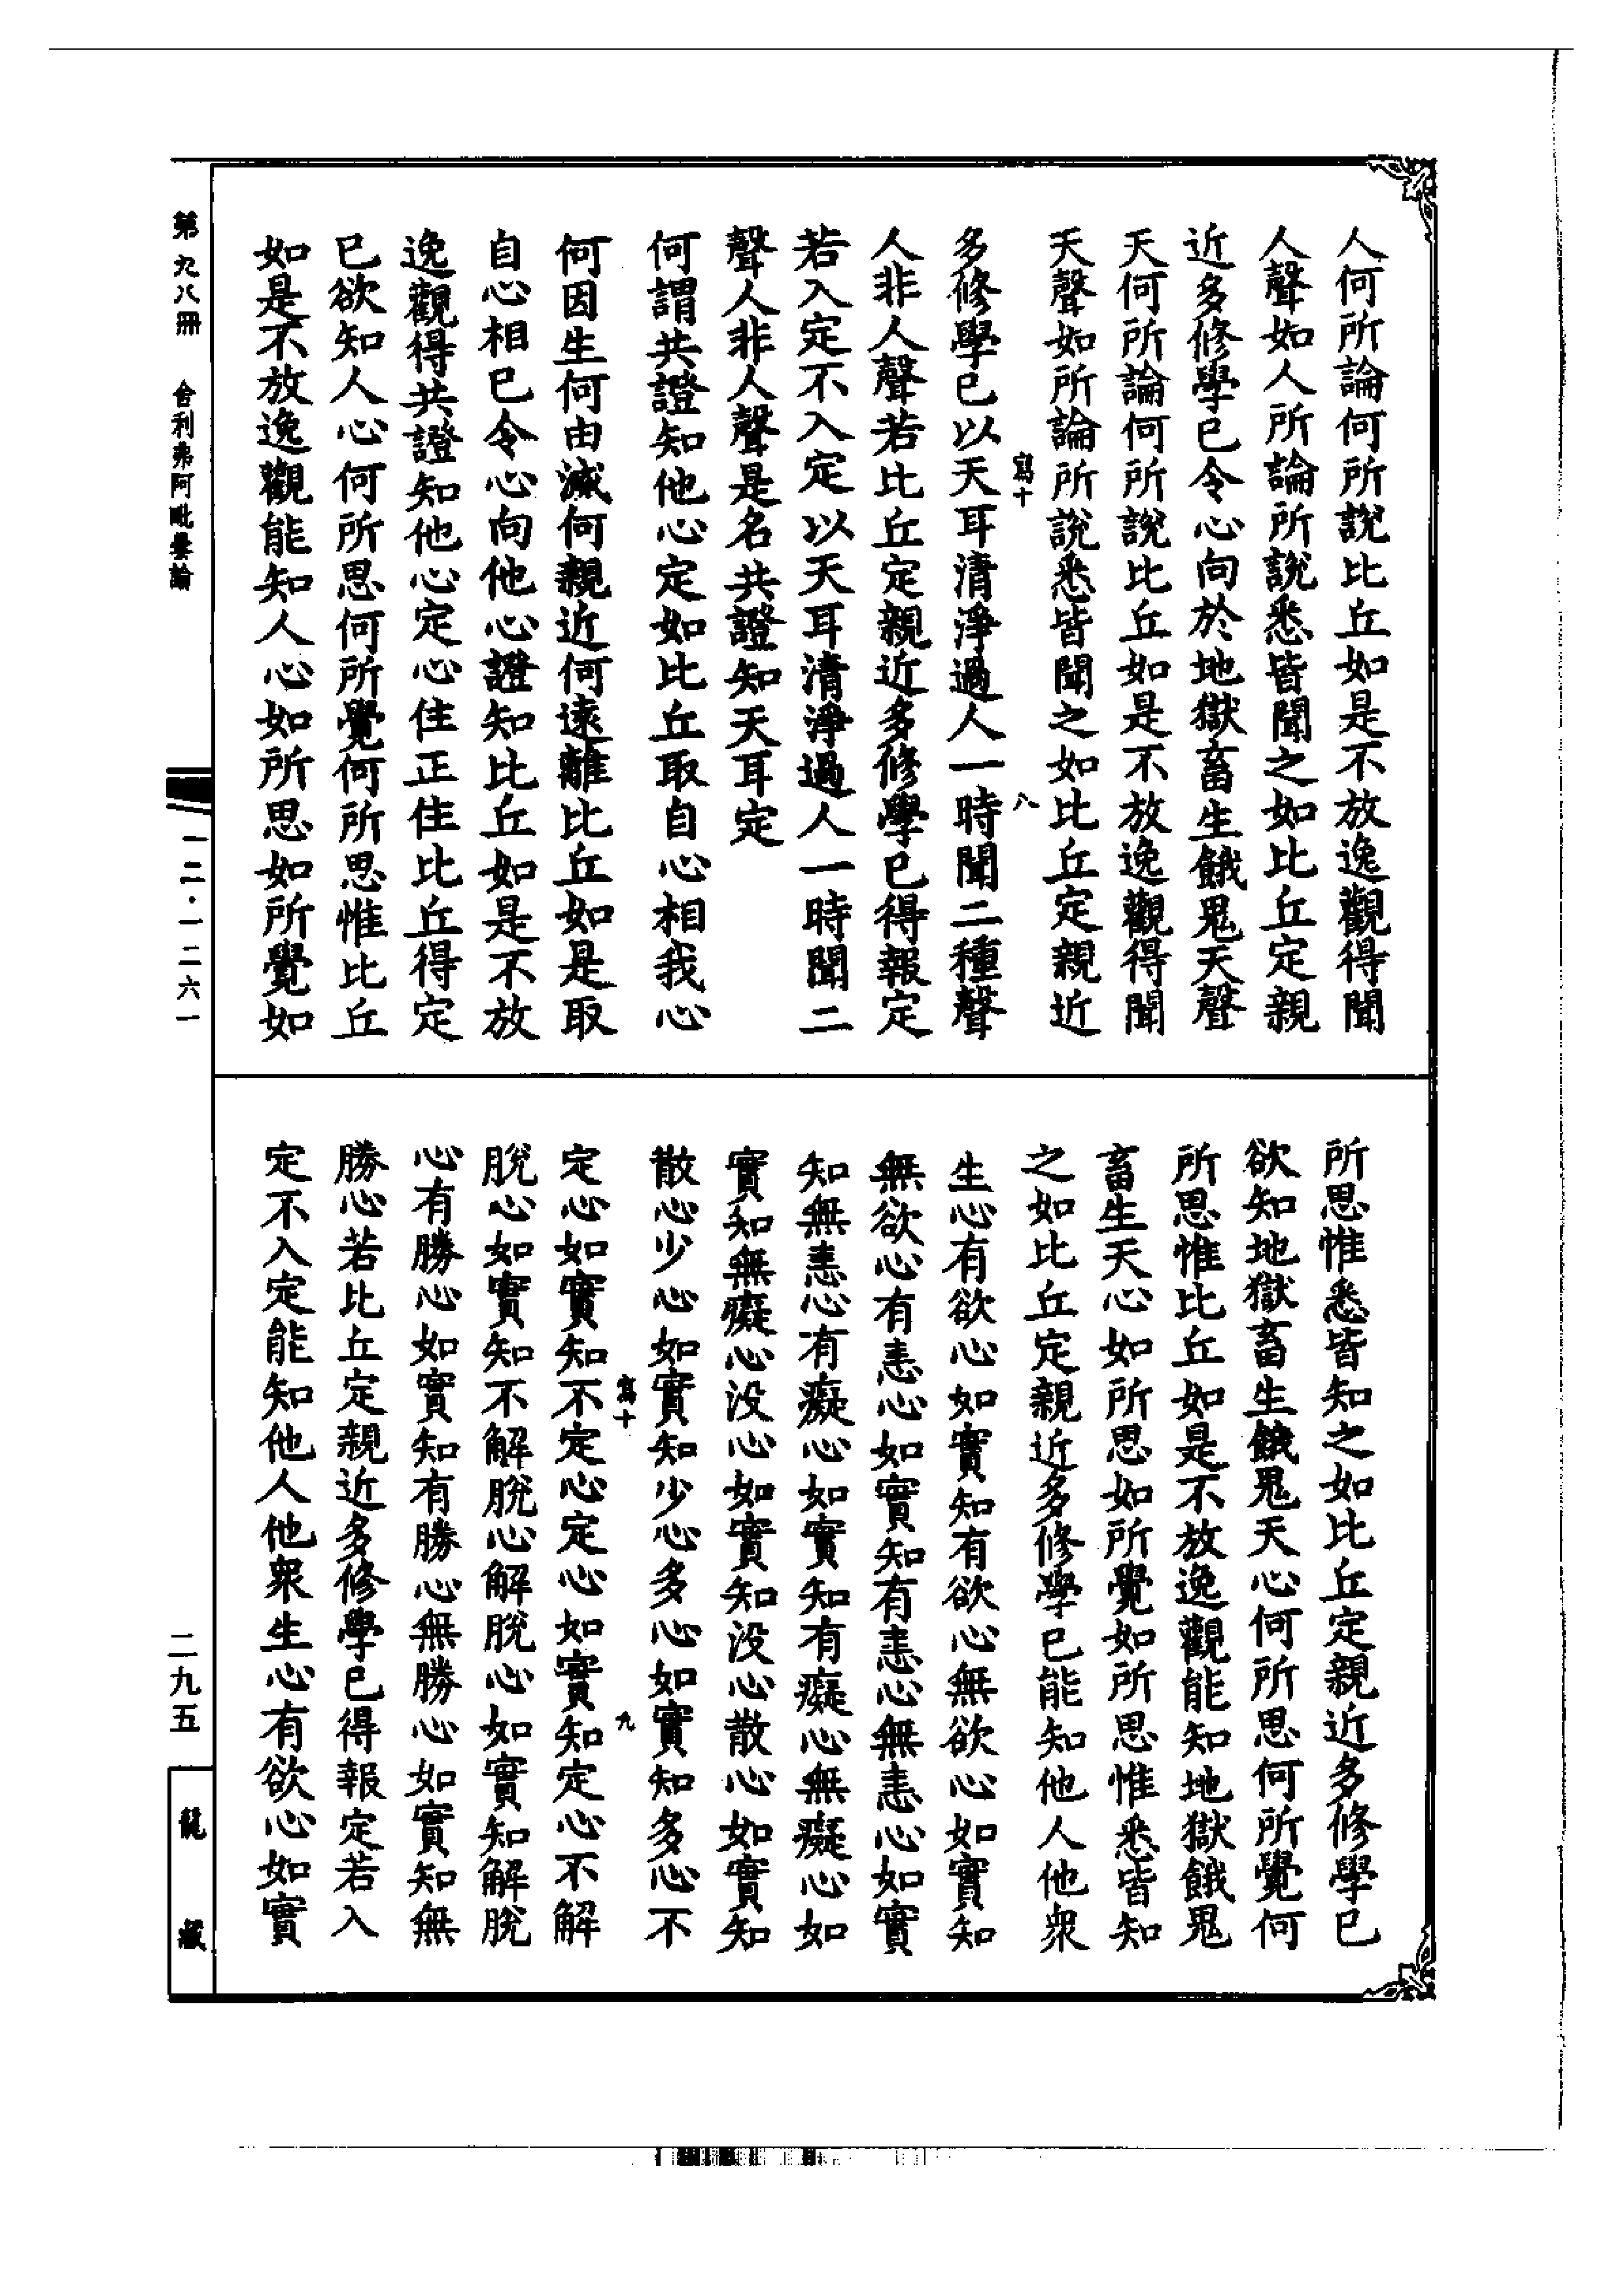 人何所論何所說比丘如是不放逸觀得聞
人聲如人所論所說悉皆聞之如比丘定親
近多修學已令心向於地獄畜生餓鬼天聲
天何所論何所說比丘如是不放逸觀得聞
天聲如所論所說悉皆聞之如比丘定親近
寫十 八
多修學已以天耳清淨過人一時聞二種聲
人非人聲若比丘定親近多修學已得報定
若入定不入定以天耳清淨過人一時聞二
聲人非人聲是名共證知天耳定
何謂共證知他心定如比丘取自心相我心
何因生何由滅何親近何遠離比丘如是取
自心相已令心向他心證知比丘如是不放
逸觀得共證知他心定心住正住比丘得定
已欲知人心何所思何所覺何所思惟比丘
如是不放逸觀能知人心如所思如所覺如
所思惟悉皆知之如比丘定親近多修學已
欲知地獄畜生餓鬼天心何所思何所覺何
所思惟比丘如是不放逸觀能知地獄餓鬼
畜生天心如所思如所覺如所思惟悉皆知
之如比丘定親近多修學已能知他人他衆
生心有欲心如實知有欲心無欲心如實知
無欲心有恚心如實知有恚心無恚心如實
知無恚心有癡心如實知有癡心無癡心如
實知無癡心没心如實知没心散心如實知
散心少心如實知少心多心如實知多心不
寫十 九
定心如實知不定心定心如實知定心不解
脫心如實知不解脫心解脫心如實知解脫
心有勝心如實知有勝心無勝心如實知無
勝心若比丘定親近多修學已得報定若入
定不入定能知他人他衆生心有欲心如實
第九八冊 舍利弗阿毗曇論
一二·一二六一
二九五
龍藏